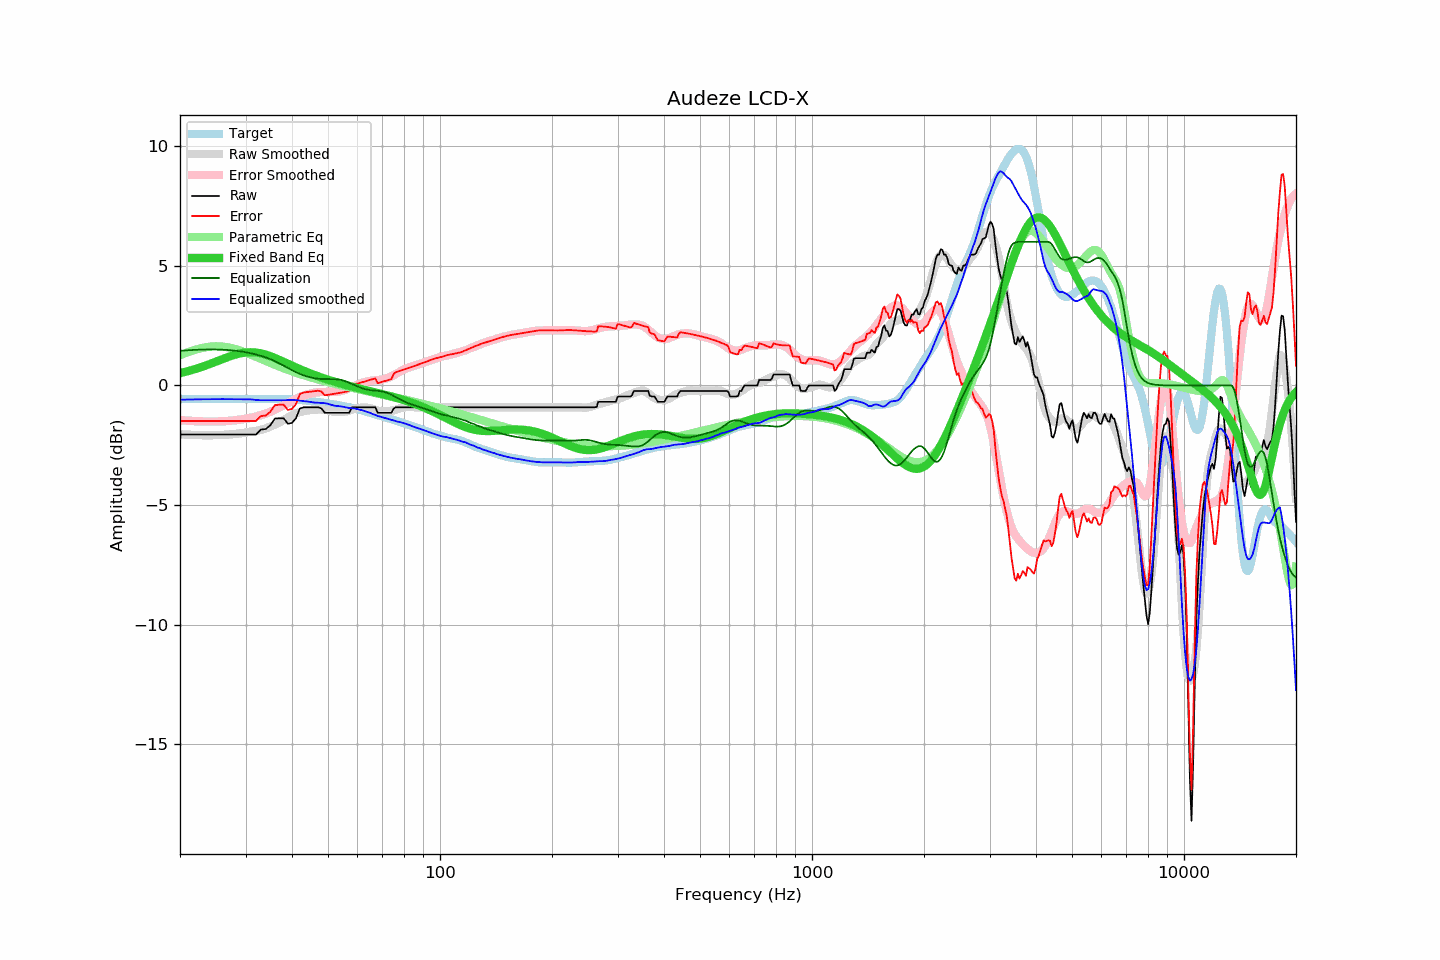 Audeze LCD-X
Target
Raw Smoothed
Error Smoothed
Raw
Error
Parametric Eq
Fixed Band Eq
Equalization
Equalized smoothed
10
5
0
−5
−10
−15
Amplitude (dBr)
100
1000
10000
Frequency (Hz)